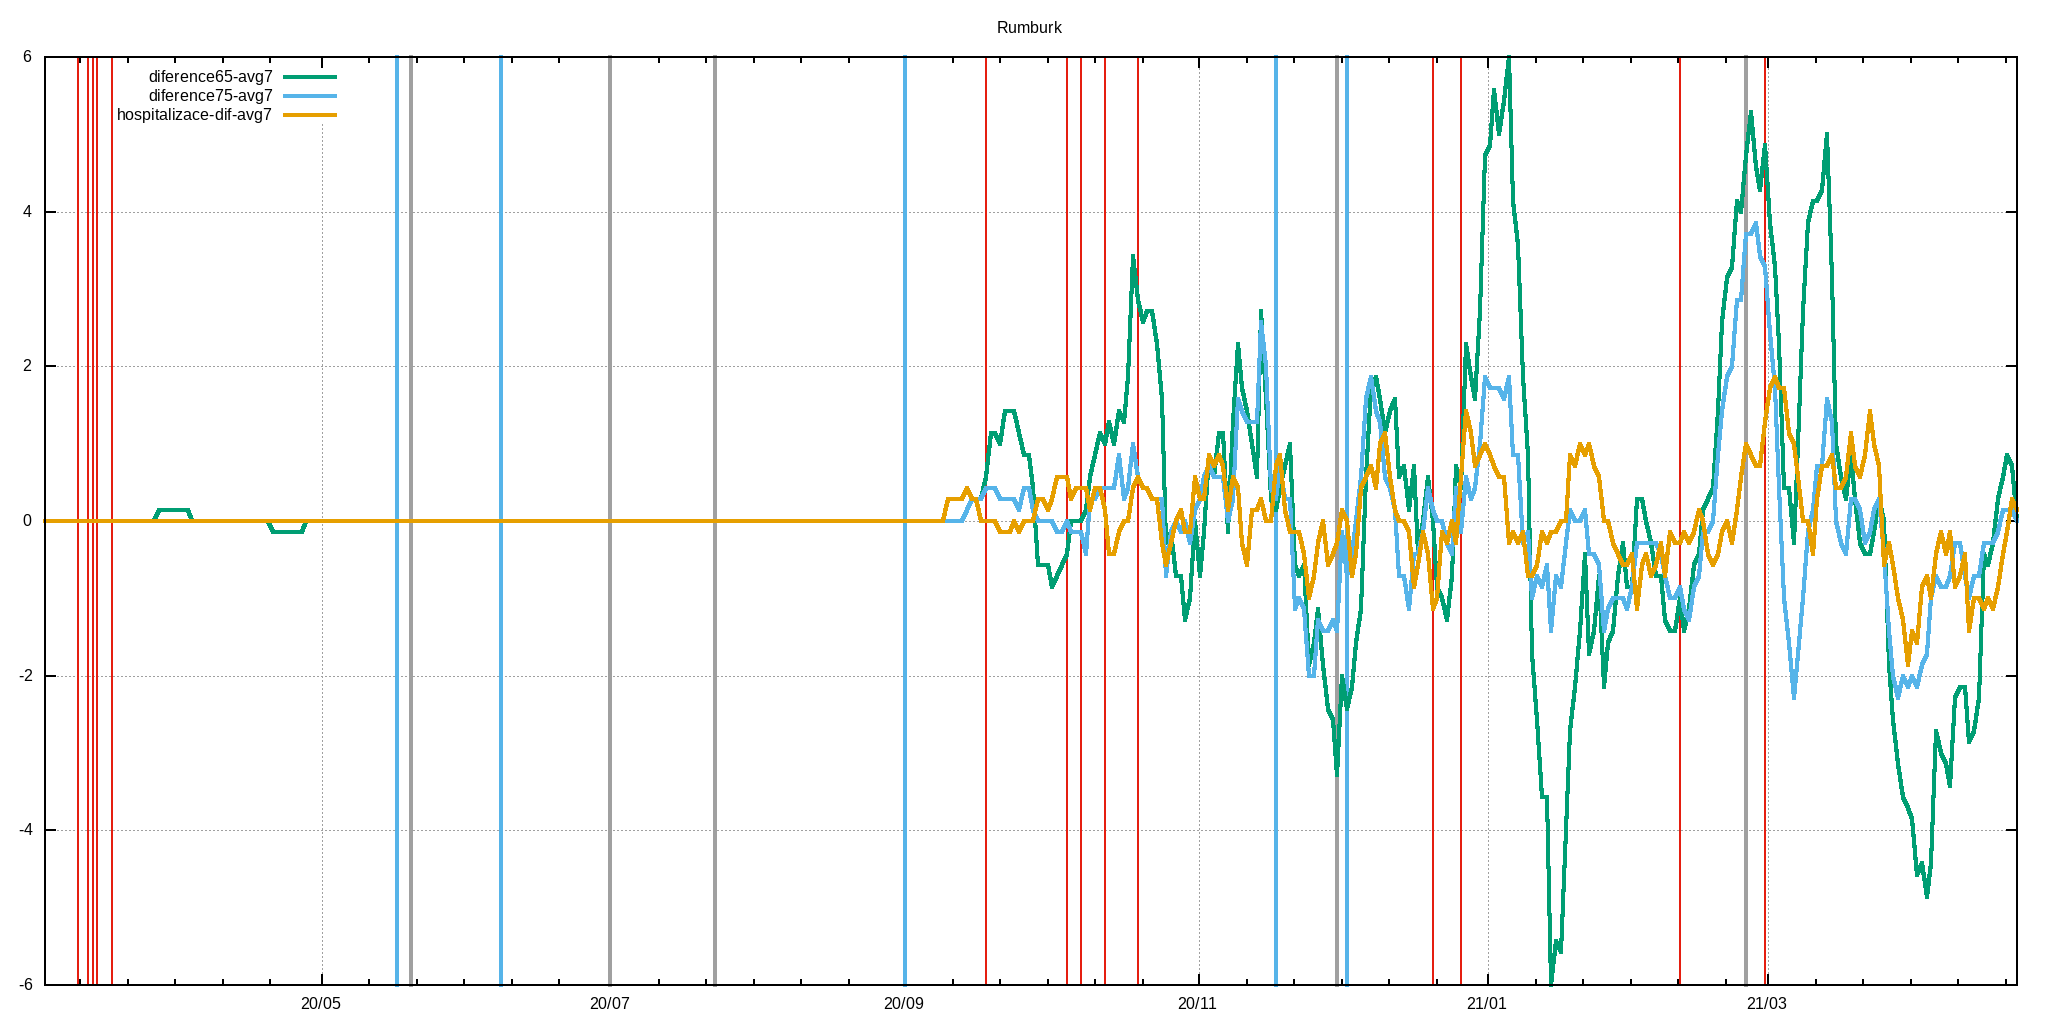 Rumburk
6
diference65-avg7
diference75-avg7
hospitalizace-dif-avg7
4
2
0
-2
-4
-6
20/05 20/07 20/09 20/11 21/01 21/03